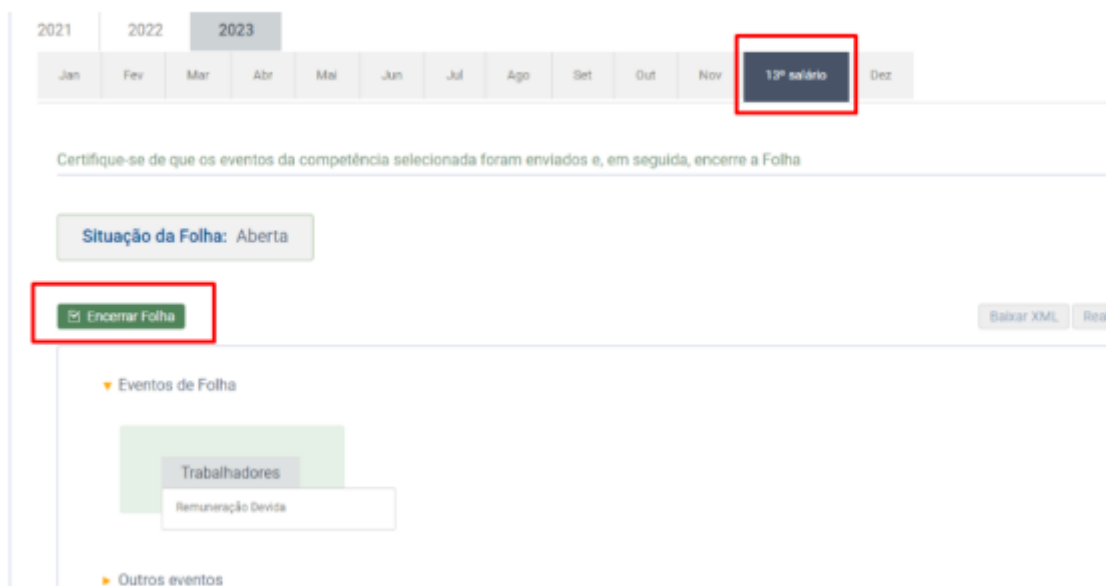 2021 2022 2023
Jan Fev Mar Abr Mai Jun Jul Ago Set Out Nov 13º salário Dez
Certifique-se de que os eventos da competência selecionada foram enviados e, em seguida, encerre a Folha
Situação da Folha: Aberta
Encerrar Folha Baixar XML Rea
Eventos de Folha
Trabalhadores
Remuneração Devida
Outros eventos